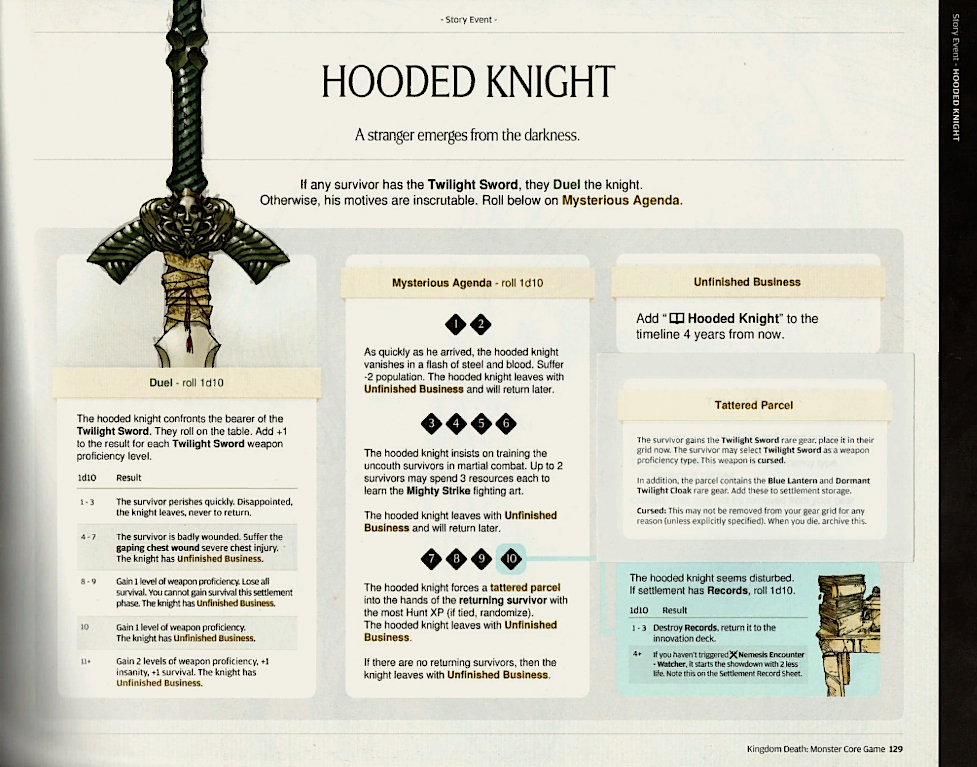 - Story Event -
HOODED KNIGHT
A stranger emerges from the darkness.
If any survivor has the Twilight Sword, they Duel the knight.
Otherwise, his motives are inscrutable. Roll below on Mysterious Agenda.
Duel - roll 1d10
The hooded knight confronts the bearer of the
Twilight Sword. They roll on the table. Add +1
to the result for each Twilight Sword weapon
proficiency level.
1d10 Result
1 - 3 The survivor perishes quickly. Disappointed,
the knight leaves, never to return.
4 - 7 The survivor is badly wounded. Suffer the
gaping chest wound severe chest injury.
The knight has Unfinished Business.
8 - 9 Gain 1 level of weapon proficiency. Lose all
survival. You cannot gain survival this settlement
phase. The knight has Unfinished Business.
10 Gain 1 level of weapon proficiency.
The knight has Unfinished Business.
11+ Gain 2 levels of weapon proficiency, +1
insanity, +1 survival. The knight has
Unfinished Business.
Mysterious Agenda - roll 1d10
1 2
As quickly as he arrived, the hooded knight
vanishes in a flash of steel and blood. Suffer
-2 population. The hooded knight leaves with
Unfinished Business and will return later.
3 4 5 6
The hooded knight insists on training the
uncouth survivors in martial combat. Up to 2
survivors may spend 3 resources each to
learn the Mighty Strike fighting art.
The hooded knight leaves with Unfinished
Business and will return later.
7 8 9 10
The hooded knight forces a tattered parcel
into the hands of the returning survivor with
the most Hunt XP (if tied, randomize).
The hooded knight leaves with Unfinished
Business.
If there are no returning survivors, then the
knight leaves with Unfinished Business.
Unfinished Business
Add “ Hooded Knight” to the
timeline 4 years from now.
Tattered Parcel
The survivor gains the Twilight Sword rare gear, place it in their
grid now. The survivor may select Twilight Sword as a weapon
proficiency type. This weapon is cursed.
In addition, the parcel contains the Blue Lantern and Dormant
Twilight Cloak rare gear. Add these to settlement storage.
Cursed: This may not be removed from your gear grid for any
reason (unless explicitly specified). When you die, archive this.
The hooded knight seems disturbed.
If settlement has Records, roll 1d10.
1d10 Result
1 - 3 Destroy Records, return it to the
innovation deck.
4+ If you haven't triggered Nemesis Encounter
- Watcher, it starts the showdown with 2 less
life. Note this on the Settlement Record Sheet.
Kingdom Death: Monster Core Game 129
Story Event - HOODED KNIGHT